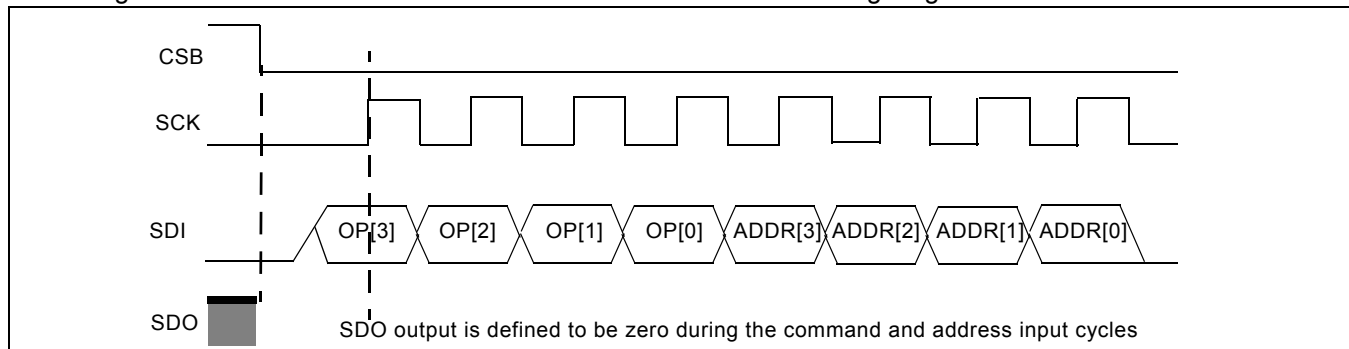 CSB
SCK
SDI OP[3] OP[2] OP[1] OP[0] ADDR[3] ADDR[2] ADDR[1] ADDR[0]
SDO SDO output is defined to be zero during the command and address input cycles